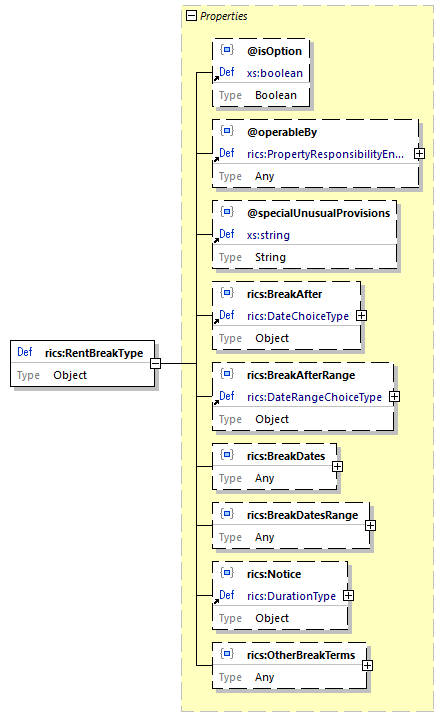 Properties
@isOption
Def xs:boolean
Type Boolean
@operableBy
Def rics:PropertyResponsibilityEn...
Type Any
@specialUnusualProvisions
Def xs:string
Type String
rics:BreakAfter
Def rics:DateChoiceType
Type Object
Def rics:RentBreakType
Type Object
rics:BreakAfterRange
Def rics:DateRangeChoiceType
Type Object
rics:BreakDates
Type Any
rics:BreakDatesRange
Type Any
rics:Notice
Def rics:DurationType
Type Object
rics:OtherBreakTerms
Type Any